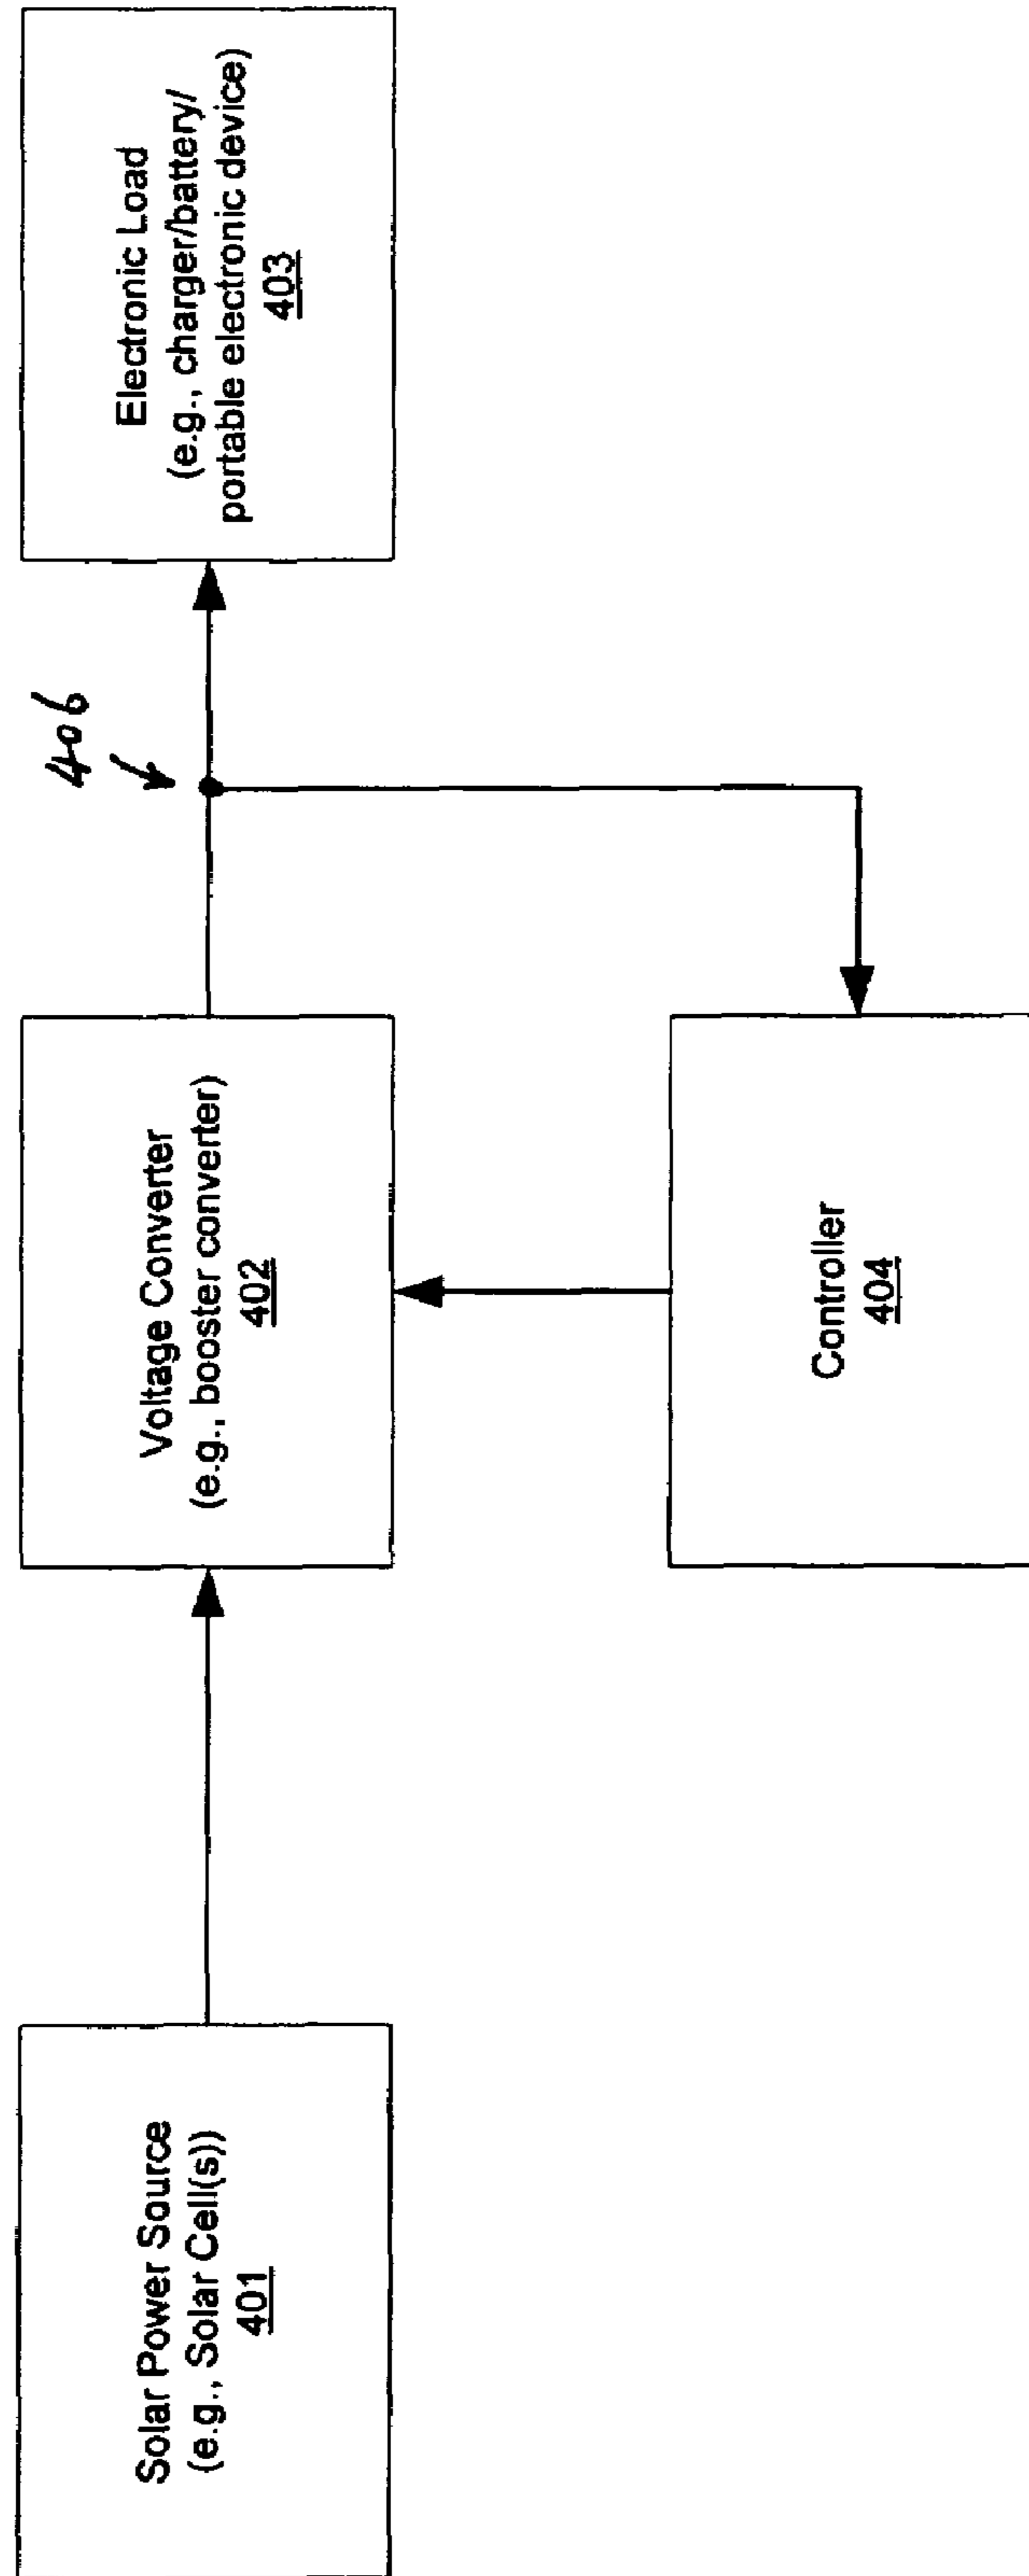 Solar Power Source
(e.g., Solar Cell(s))
401
Voltage Converter
(e.g., booster converter)
402
406
Electronic Load
(e.g., charger/battery/
portable electronic device)
403
Controller
404